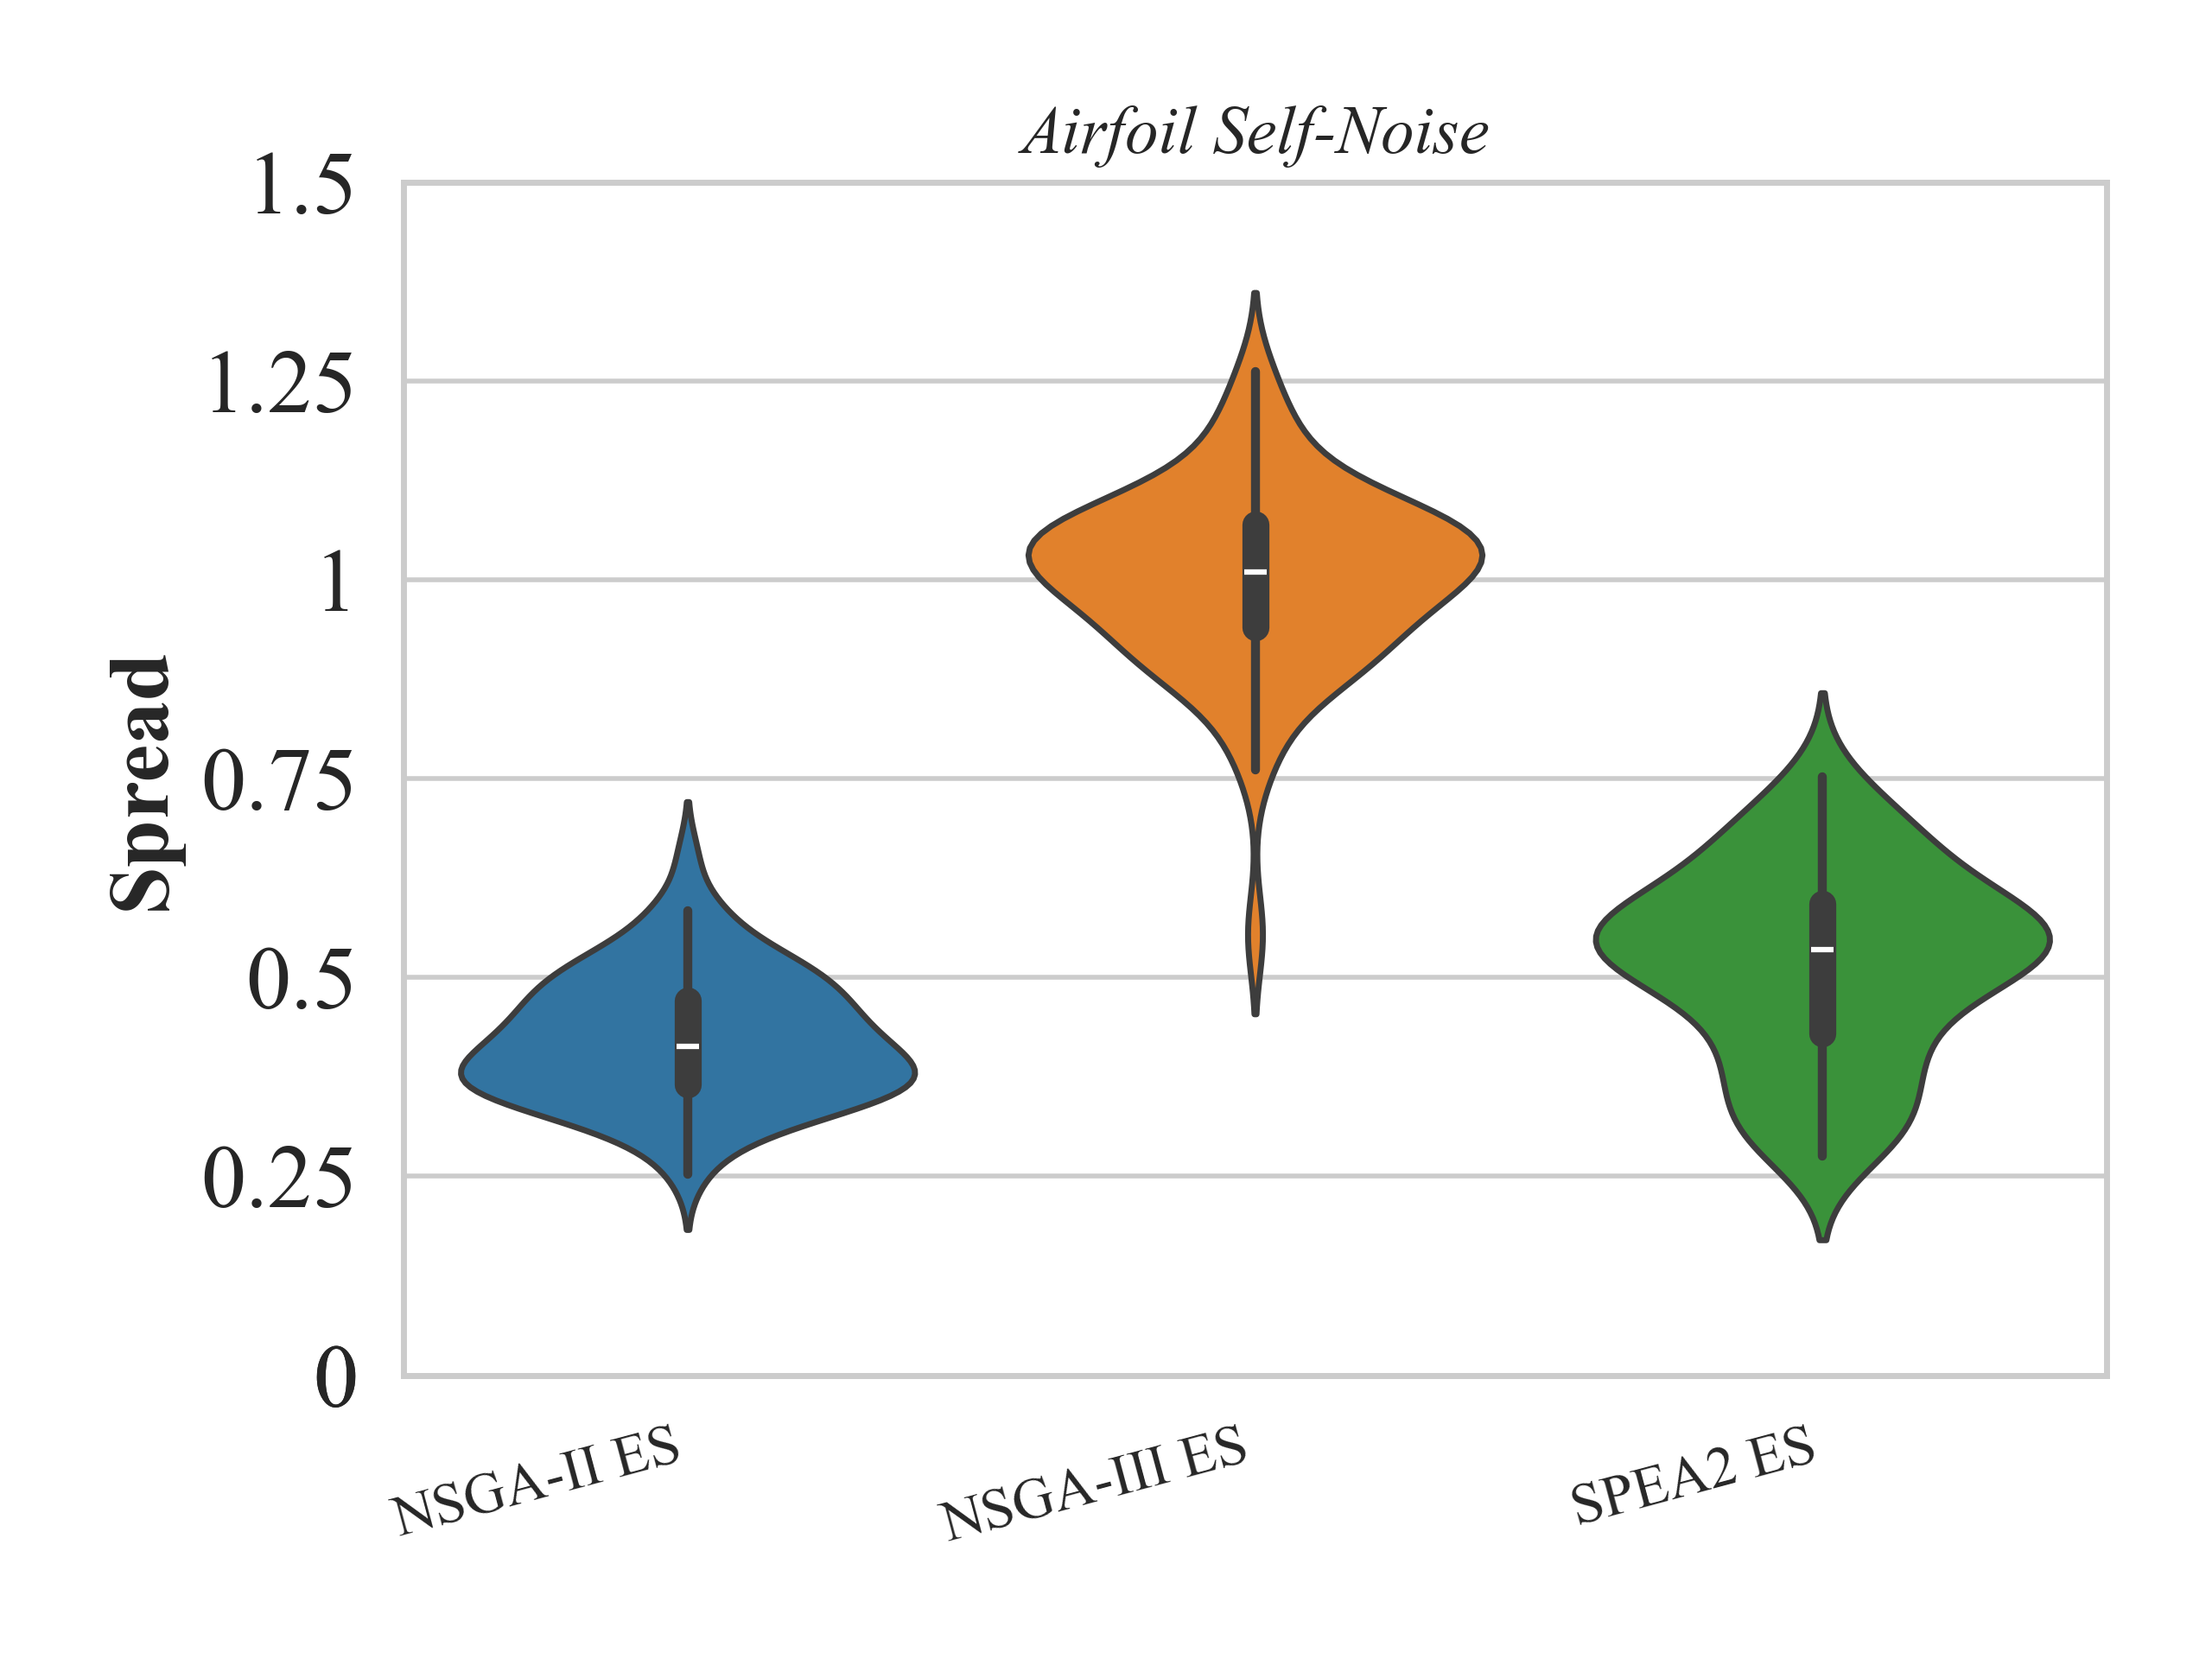 Airfoil Self-Noise
1.5
1.25
1
0.75
0.5
0.25
0
Spread
NSGA-II ES
NSGA-III ES
SPEA2 ES